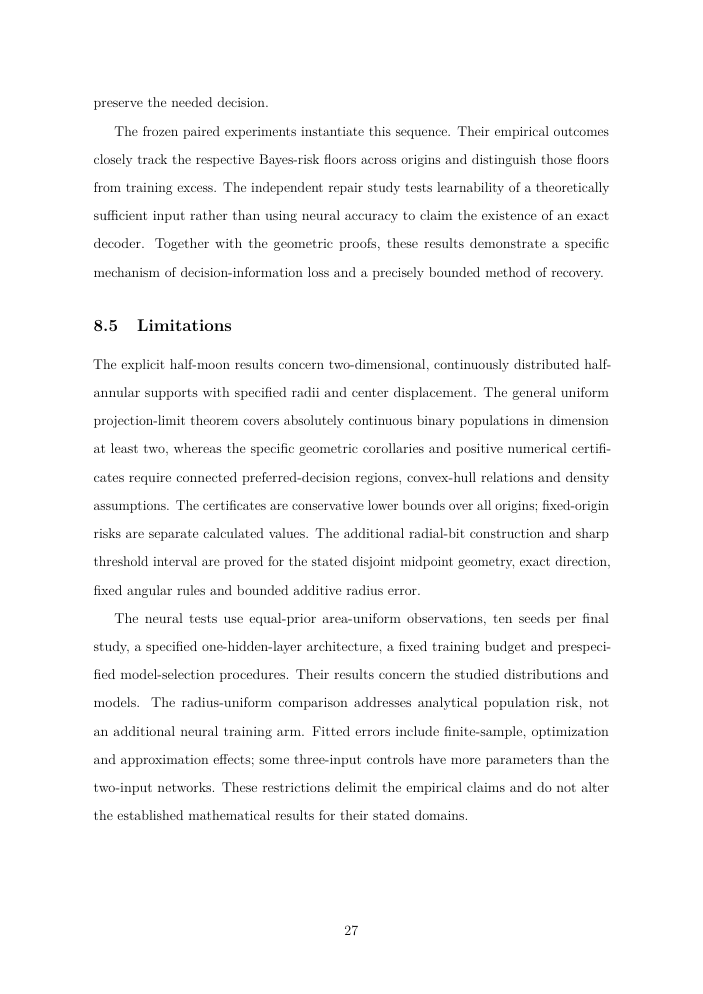 preserve the needed decision.
The frozen paired experiments instantiate this sequence. Their empirical outcomes
closely track the respective Bayes-risk floors across origins and distinguish those floors
from training excess. The independent repair study tests learnability of a theoretically
sufficient input rather than using neural accuracy to claim the existence of an exact
decoder. Together with the geometric proofs, these results demonstrate a specific
mechanism of decision-information loss and a precisely bounded method of recovery.
8.5 Limitations
The explicit half-moon results concern two-dimensional, continuously distributed half-
annular supports with specified radii and center displacement. The general uniform
projection-limit theorem covers absolutely continuous binary populations in dimension
at least two, whereas the specific geometric corollaries and positive numerical certifi-
cates require connected preferred-decision regions, convex-hull relations and density
assumptions. The certificates are conservative lower bounds over all origins; fixed-origin
risks are separate calculated values. The additional radial-bit construction and sharp
threshold interval are proved for the stated disjoint midpoint geometry, exact direction,
fixed angular rules and bounded additive radius error.
The neural tests use equal-prior area-uniform observations, ten seeds per final
study, a specified one-hidden-layer architecture, a fixed training budget and prespeci-
fied model-selection procedures. Their results concern the studied distributions and
models. The radius-uniform comparison addresses analytical population risk, not
an additional neural training arm. Fitted errors include finite-sample, optimization
and approximation effects; some three-input controls have more parameters than the
two-input networks. These restrictions delimit the empirical claims and do not alter
the established mathematical results for their stated domains.
27